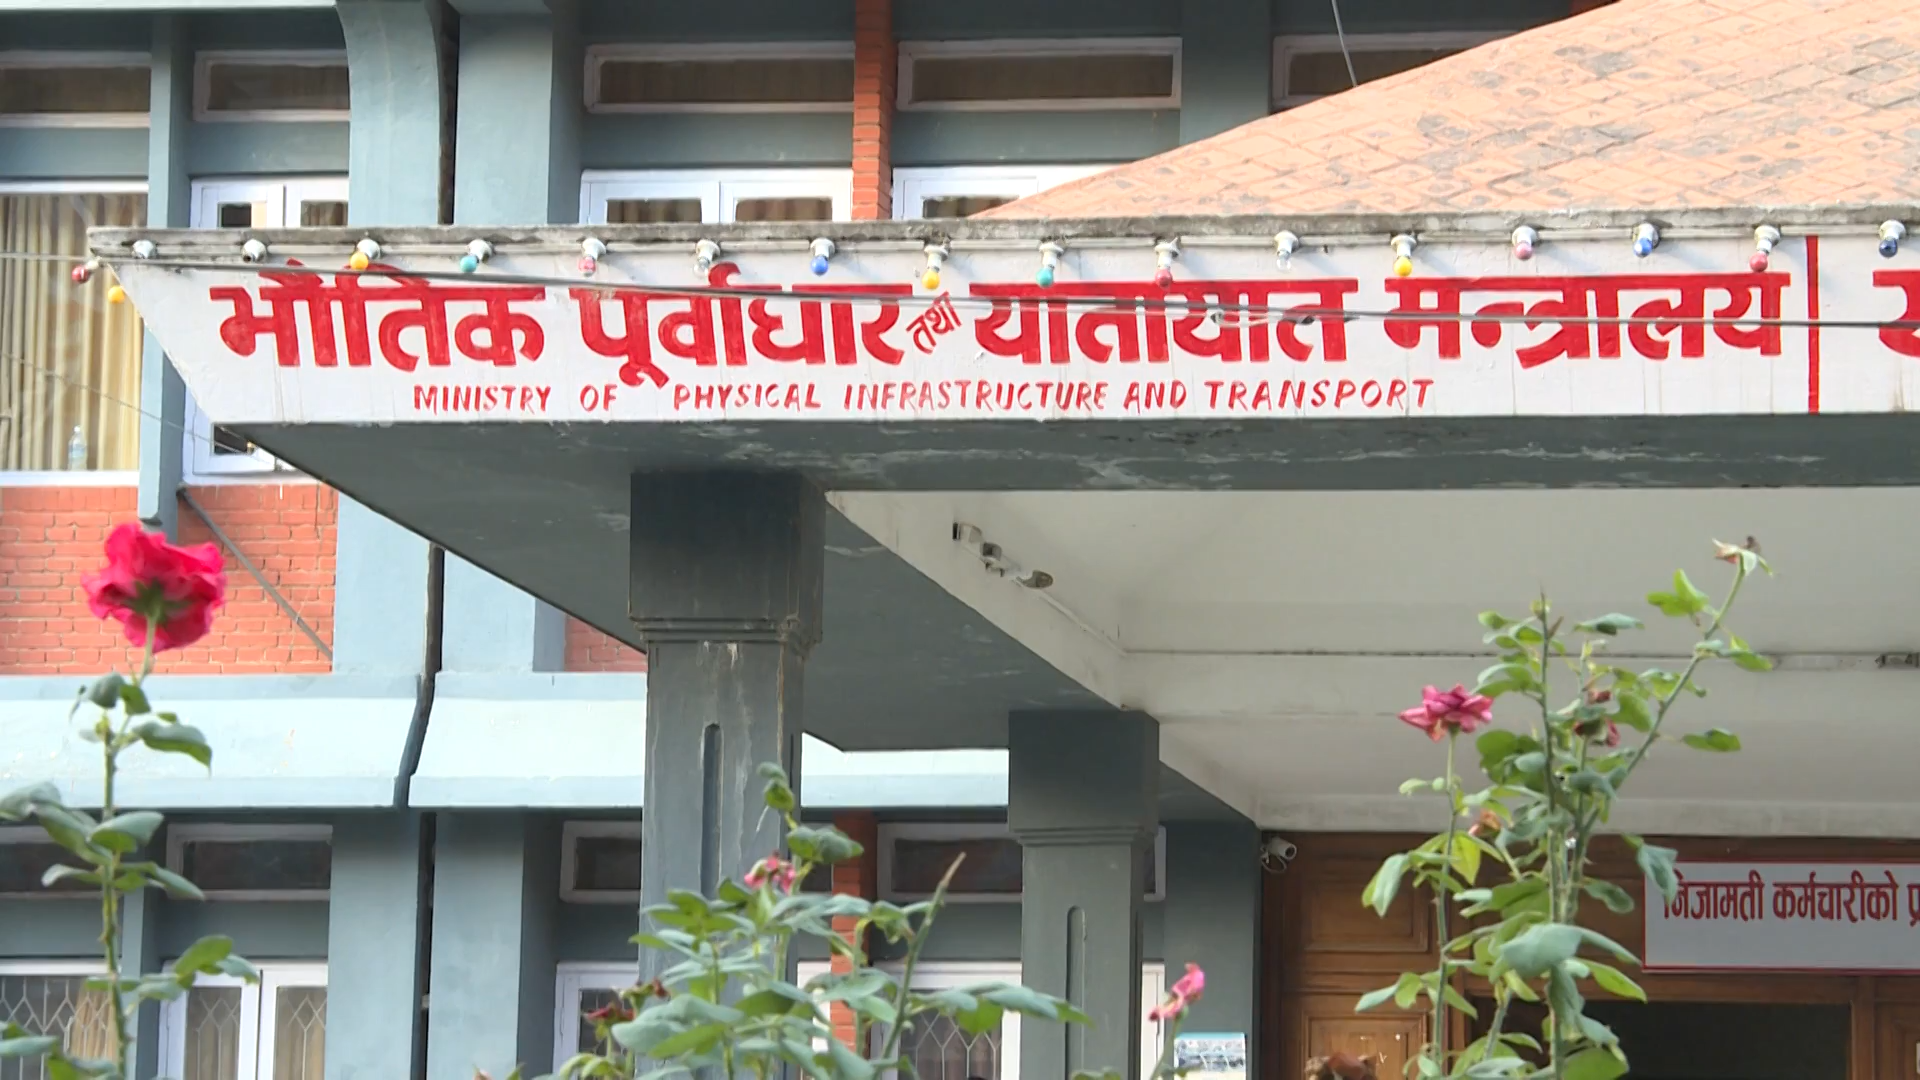 भौतिक पूर्वाधार तथा यातायात मन्त्रालय
MINISTRY OF PHYSICAL INFRASTRUCTURE AND TRANSPORT
निजामती कर्मचारीको